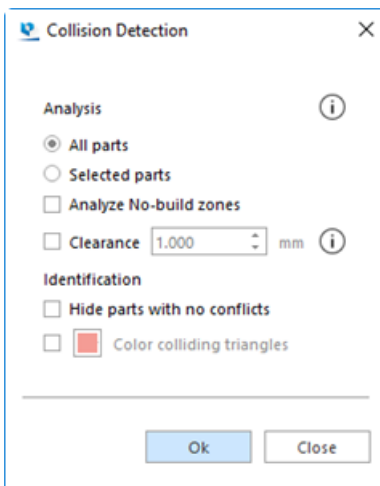 Collision Detection
Analysis
All parts
Selected parts
Analyze No-build zones
Clearance 1.000 mm
Identification
Hide parts with no conflicts
Color colliding triangles
Ok Close